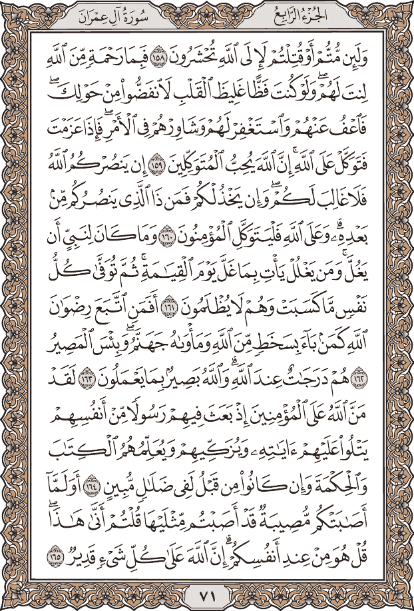 الجزء الرابع
سورة آل عمران
وَلَئِن مُّتُّمْ أَوْ قُتِلْتُمْ لَإِلَى ٱللَّهِ تُحْشَرُونَ ١٥٨ فَبِمَا رَحْمَةٍ مِّنَ ٱللَّهِ
لِنتَ لَهُمْ ۖ وَلَوْ كُنتَ فَظًّا غَلِيظَ ٱلْقَلْبِ لَٱنفَضُّوا۟ مِنْ حَوْلِكَ ۖ
فَٱعْفُ عَنْهُمْ وَٱسْتَغْفِرْ لَهُمْ وَشَاوِرْهُمْ فِى ٱلْأَمْرِ ۖ فَإِذَا عَزَمْتَ
فَتَوَكَّلْ عَلَى ٱللَّهِ ۚ إِنَّ ٱللَّهَ يُحِبُّ ٱلْمُتَوَكِّلِينَ ١٥٩ إِن يَنصُرْكُمُ ٱللَّهُ
فَلَا غَالِبَ لَكُمْ ۖ وَإِن يَخْذُلْكُمْ فَمَن ذَا ٱلَّذِى يَنصُرُكُم مِّنۢ
بَعْدِهِۦ ۗ وَعَلَى ٱللَّهِ فَلْيَتَوَكَّلِ ٱلْمُؤْمِنُونَ ١٦٠ وَمَا كَانَ لِنَبِىٍّ أَن
يَغُلَّ ۚ وَمَن يَغْلُلْ يَأْتِ بِمَا غَلَّ يَوْمَ ٱلْقِيَـٰمَةِ ۚ ثُمَّ تُوَفَّىٰ كُلُّ
نَفْسٍ مَّا كَسَبَتْ وَهُمْ لَا يُظْلَمُونَ ١٦١ أَفَمَنِ ٱتَّبَعَ رِضْوَٰنَ
ٱللَّهِ كَمَنۢ بَآءَ بِسَخَطٍ مِّنَ ٱللَّهِ وَمَأْوَىٰهُ جَهَنَّمُ ۚ وَبِئْسَ ٱلْمَصِيرُ
١٦٢ هُمْ دَرَجَـٰتٌ عِندَ ٱللَّهِ ۗ وَٱللَّهُ بَصِيرٌۢ بِمَا يَعْمَلُونَ ١٦٣ لَقَدْ
مَنَّ ٱللَّهُ عَلَى ٱلْمُؤْمِنِينَ إِذْ بَعَثَ فِيهِمْ رَسُولًا مِّنْ أَنفُسِهِمْ
يَتْلُوا۟ عَلَيْهِمْ ءَايَـٰتِهِۦ وَيُزَكِّيهِمْ وَيُعَلِّمُهُمُ ٱلْكِتَـٰبَ
وَٱلْحِكْمَةَ وَإِن كَانُوا۟ مِن قَبْلُ لَفِى ضَلَـٰلٍ مُّبِينٍ ١٦٤ أَوَلَمَّآ
أَصَـٰبَتْكُم مُّصِيبَةٌ قَدْ أَصَبْتُم مِّثْلَيْهَا قُلْتُمْ أَنَّىٰ هَـٰذَا ۖ
قُلْ هُوَ مِنْ عِندِ أَنفُسِكُمْ ۗ إِنَّ ٱللَّهَ عَلَىٰ كُلِّ شَىْءٍ قَدِيرٌ ١٦٥
٧١